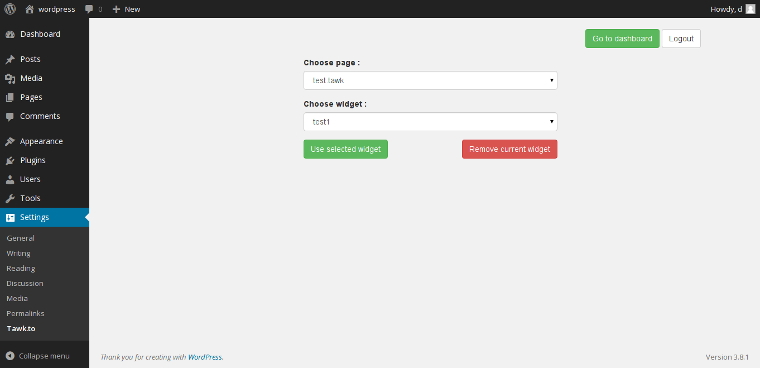 wordpress 0 New Howdy, d
Dashboard
Posts
Media
Pages
Comments
Appearance
Plugins
Users
Tools
Settings
General
Writing
Reading
Discussion
Media
Permalinks
Tawk.to
Collapse menu
Go to dashboard Logout
Choose page :
test tawk
Choose widget :
test1
Use selected widget Remove current widget
Thank you for creating with WordPress. Version 3.8.1